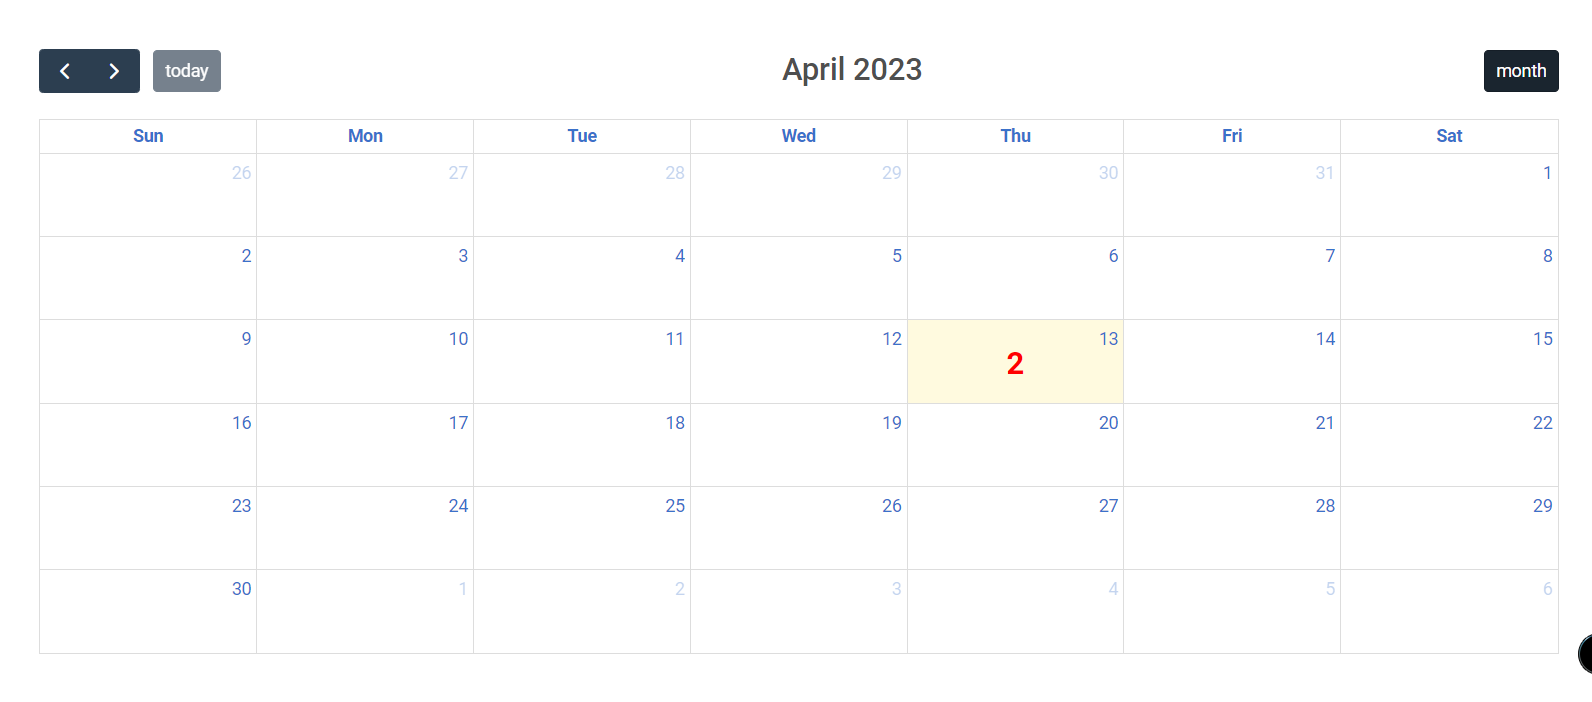 today April 2023 month
Sun Mon Tue Wed Thu Fri Sat
26 27 28 29 30 31 1
2 3 4 5 6 7 8
9 10 11 12 13 14 15
2
16 17 18 19 20 21 22
23 24 25 26 27 28 29
30 1 2 3 4 5 6